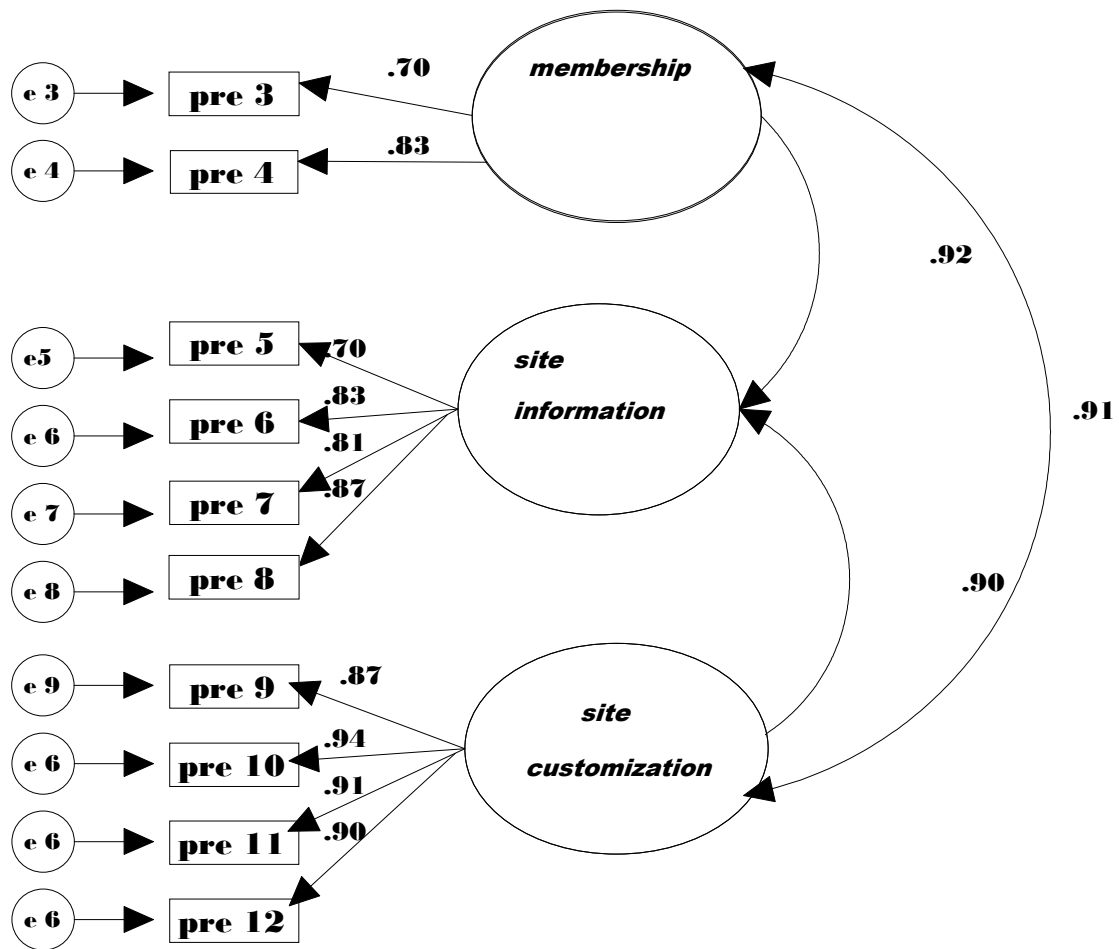 membership
.70
e 3
pre 3
.83
e 4
pre 4
.92
pre 5
.70
e5
site
information
.83
pre 6
e 6
.91
.81
pre 7
e 7
.87
pre 8
e 8
.90
.87
e 9
pre 9
site
customization
.94
e 6
pre 10
.91
e 6
pre 11
.90
e 6
pre 12